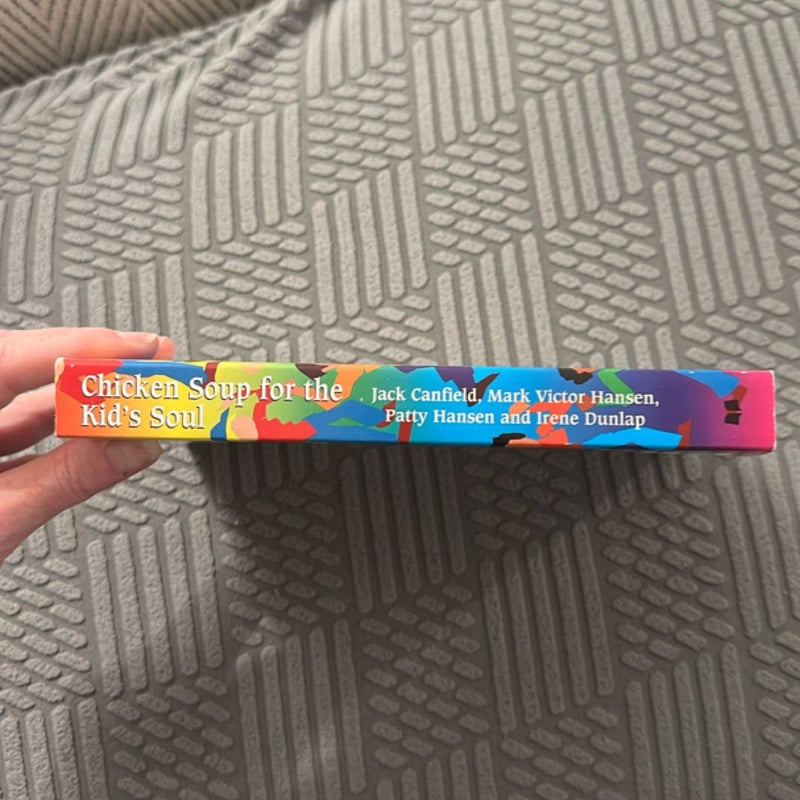 Chicken Soup for the
Kid's Soul
Jack Canfield, Mark Victor Hansen,
Patty Hansen and Irene Dunlap